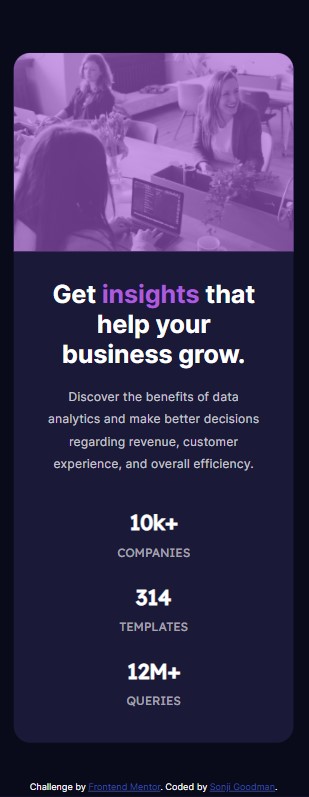 Get insights that
help your
business grow.
Discover the benefits of data
analytics and make better decisions
regarding revenue, customer
experience, and overall efficiency.
10k+
COMPANIES
314
TEMPLATES
12M+
QUERIES
Challenge by Frontend Mentor. Coded by Sonji Goodman.